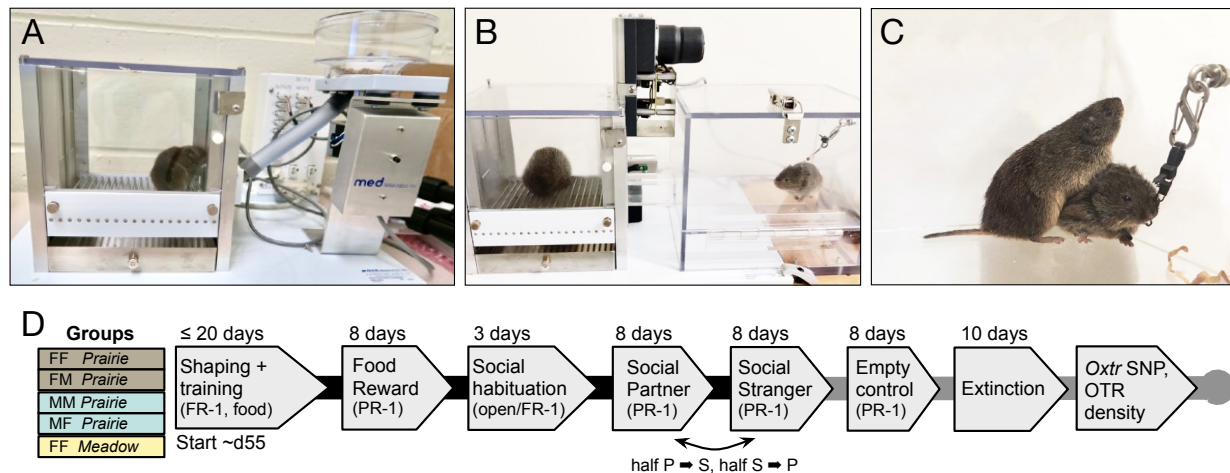 A
B
C
med
D
Groups
FF Prairie
FM Prairie
MM Prairie
MF Prairie
FF Meadow
≤ 20 days
Shaping +
training
(FR-1, food)
Start ~d55
8 days
Food
Reward
(PR-1)
3 days
Social
habituation
(open/FR-1)
8 days
Social
Partner
(PR-1)
8 days
Social
Stranger
(PR-1)
half P ➡ S, half S ➡ P
8 days
Empty
control
(PR-1)
10 days
Extinction
Oxtr SNP,
OTR
density